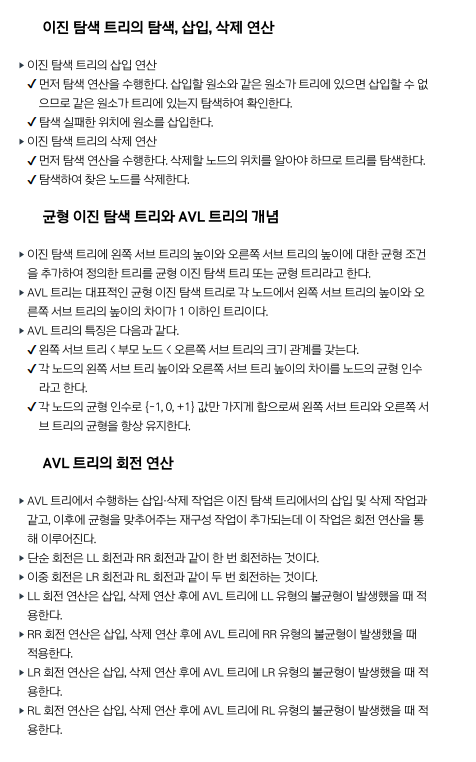 이진 탐색 트리의 탐색, 삽입, 삭제 연산
▶ 이진 탐색 트리의 삽입 연산
✔ 먼저 탐색 연산을 수행한다. 삽입할 원소와 같은 원소가 트리에 있으면 삽입할 수 없
으므로 같은 원소가 트리에 있는지 탐색하여 확인한다.
✔ 탐색 실패한 위치에 원소를 삽입한다.
▶ 이진 탐색 트리의 삭제 연산
✔ 먼저 탐색 연산을 수행한다. 삭제할 노드의 위치를 알아야 하므로 트리를 탐색한다.
✔ 탐색하여 찾은 노드를 삭제한다.
균형 이진 탐색 트리와 AVL 트리의 개념
▶ 이진 탐색 트리에 왼쪽 서브 트리의 높이와 오른쪽 서브 트리의 높이에 대한 균형 조건
을 추가하여 정의한 트리를 균형 이진 탐색 트리 또는 균형 트리라고 한다.
▶ AVL 트리는 대표적인 균형 이진 탐색 트리로 각 노드에서 왼쪽 서브 트리의 높이와 오
른쪽 서브 트리의 높이의 차이가 1 이하인 트리이다.
▶ AVL 트리의 특징은 다음과 같다.
✔ 왼쪽 서브 트리 < 부모 노드 < 오른쪽 서브 트리의 크기 관계를 갖는다.
✔ 각 노드의 왼쪽 서브 트리 높이와 오른쪽 서브 트리 높이의 차이를 노드의 균형 인수
라고 한다.
✔ 각 노드의 균형 인수로 {-1, 0, +1} 값만 가지게 함으로써 왼쪽 서브 트리와 오른쪽 서
브 트리의 균형을 항상 유지한다.
AVL 트리의 회전 연산
▶ AVL 트리에서 수행하는 삽입·삭제 작업은 이진 탐색 트리에서의 삽입 및 삭제 작업과
같고, 이후에 균형을 맞추어주는 재구성 작업이 추가되는데 이 작업은 회전 연산을 통
해 이루어진다.
▶ 단순 회전은 LL 회전과 RR 회전과 같이 한 번 회전하는 것이다.
▶ 이중 회전은 LR 회전과 RL 회전과 같이 두 번 회전하는 것이다.
▶ LL 회전 연산은 삽입, 삭제 연산 후에 AVL 트리에 LL 유형의 불균형이 발생했을 때 적
용한다.
▶ RR 회전 연산은 삽입, 삭제 연산 후에 AVL 트리에 RR 유형의 불균형이 발생했을 때
적용한다.
▶ LR 회전 연산은 삽입, 삭제 연산 후에 AVL 트리에 LR 유형의 불균형이 발생했을 때 적
용한다.
▶ RL 회전 연산은 삽입, 삭제 연산 후에 AVL 트리에 RL 유형의 불균형이 발생했을 때 적
용한다.